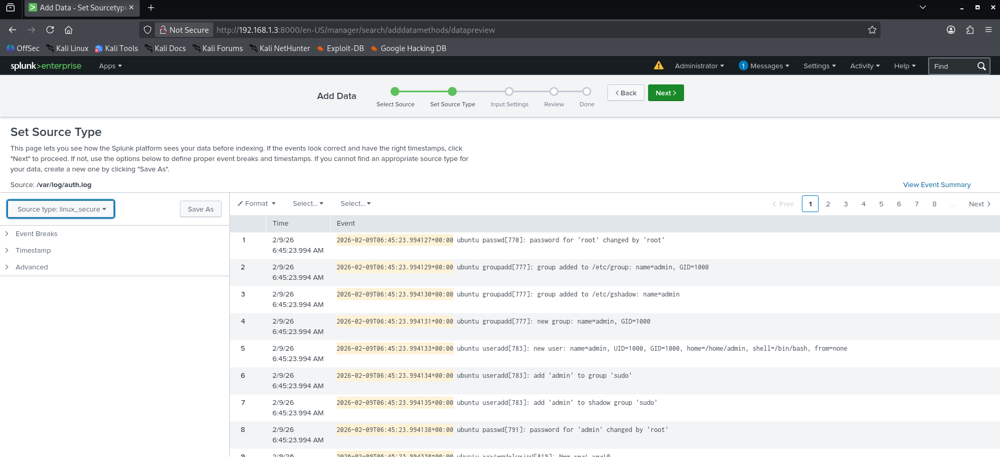 Add Data - Set Sourcetype
Not Secure http://192.168.1.3:8000/en-US/manager/search/adddatamethods/datapreview
OffSec Kali Linux Kali Tools Kali Docs Kali Forums Kali NetHunter Exploit-DB Google Hacking DB
splunk>enterprise Apps Administrator 1 Messages Settings Activity Help Find
Add Data Select Source Set Source Type Input Settings Review Done Back Next
Set Source Type
This page lets you see how the Splunk platform sees your data before indexing. If the events look correct and have the right timestamps, click
"Next" to proceed. If not, use the options below to define proper event breaks and timestamps. If you cannot find an appropriate source type for
your data, create a new one by clicking "Save As".
Source: /var/log/auth.log
View Event Summary
Source type: linux_secure Save As
Event Breaks
Timestamp
Advanced
Format Select... Select... Prev 1 2 3 4 5 6 7 8 ... Next
Time Event
1 2/9/26 2026-02-09T06:45:23.994127+00:00 ubuntu passwd[770]: password for 'root' changed by 'root'
6:45:23.994 AM
2 2/9/26 2026-02-09T06:45:23.994129+00:00 ubuntu groupadd[777]: group added to /etc/group: name=admin, GID=1000
6:45:23.994 AM
3 2/9/26 2026-02-09T06:45:23.994130+00:00 ubuntu groupadd[777]: group added to /etc/gshadow: name=admin
6:45:23.994 AM
4 2/9/26 2026-02-09T06:45:23.994131+00:00 ubuntu groupadd[777]: new group: name=admin, GID=1000
6:45:23.994 AM
5 2/9/26 2026-02-09T06:45:23.994133+00:00 ubuntu useradd[783]: new user: name=admin, UID=1000, GID=1000, home=/home/admin, shell=/bin/bash, from=none
6:45:23.994 AM
6 2/9/26 2026-02-09T06:45:23.994134+00:00 ubuntu useradd[783]: add 'admin' to group 'sudo'
6:45:23.994 AM
7 2/9/26 2026-02-09T06:45:23.994135+00:00 ubuntu useradd[783]: add 'admin' to shadow group 'sudo'
6:45:23.994 AM
8 2/9/26 2026-02-09T06:45:23.994138+00:00 ubuntu passwd[791]: password for 'admin' changed by 'root'
6:45:23.994 AM
9 2/9/26 2026-02-09T06:45:23.994338+00:00 ubuntu systemd-logind[819]: New seat seat0